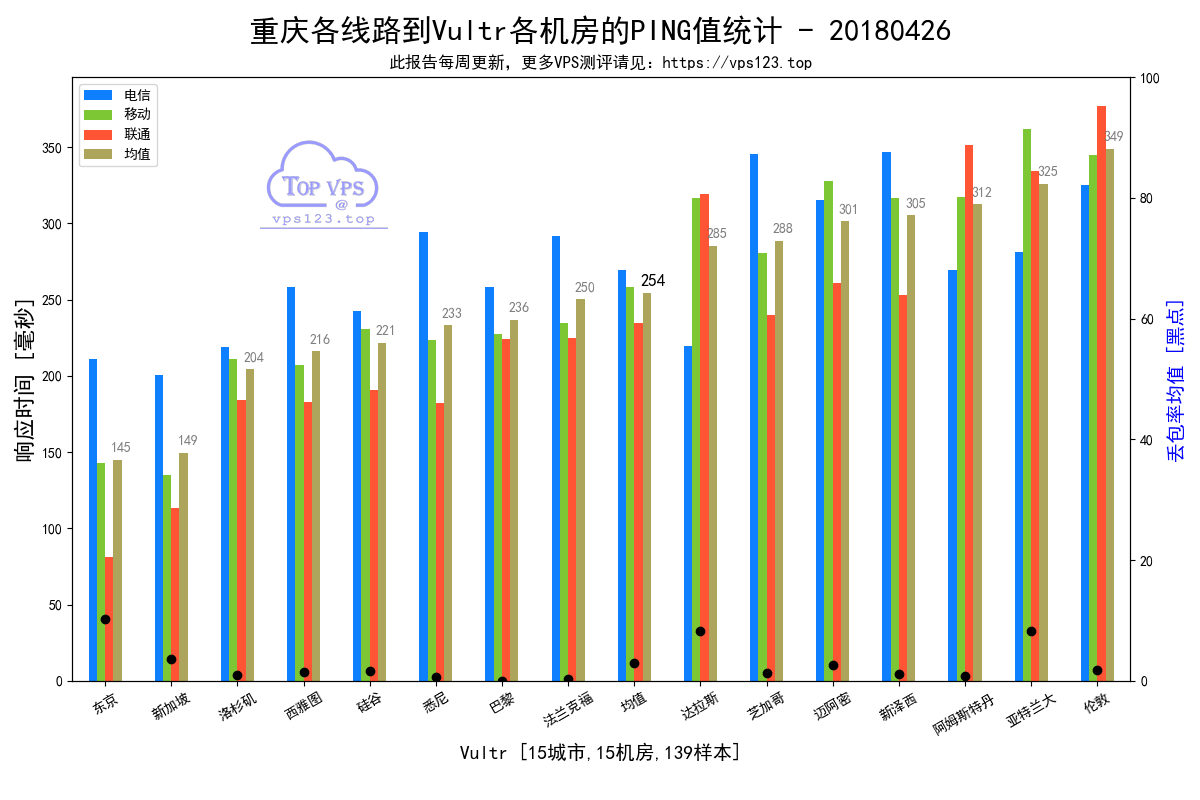 重庆各线路到Vultr各机房的PING值统计 - 20180426
此报告每周更新，更多VPS测评请见：https://vps123.top
电信
移动
联通
均值
TOP VPS
@
vps123.top
响应时间 [毫秒]
350
300
250
200
150
100
50
0
100
80
60
40
20
0
丢包率均值 [黑点]
145
149
204
216
221
233
236
250
254
285
288
301
305
312
325
349
东京
新加坡
洛杉矶
西雅图
硅谷
悉尼
巴黎
法兰克福
均值
达拉斯
芝加哥
迈阿密
新泽西
阿姆斯特丹
亚特兰大
伦敦
Vultr [15城市,15机房,139样本]